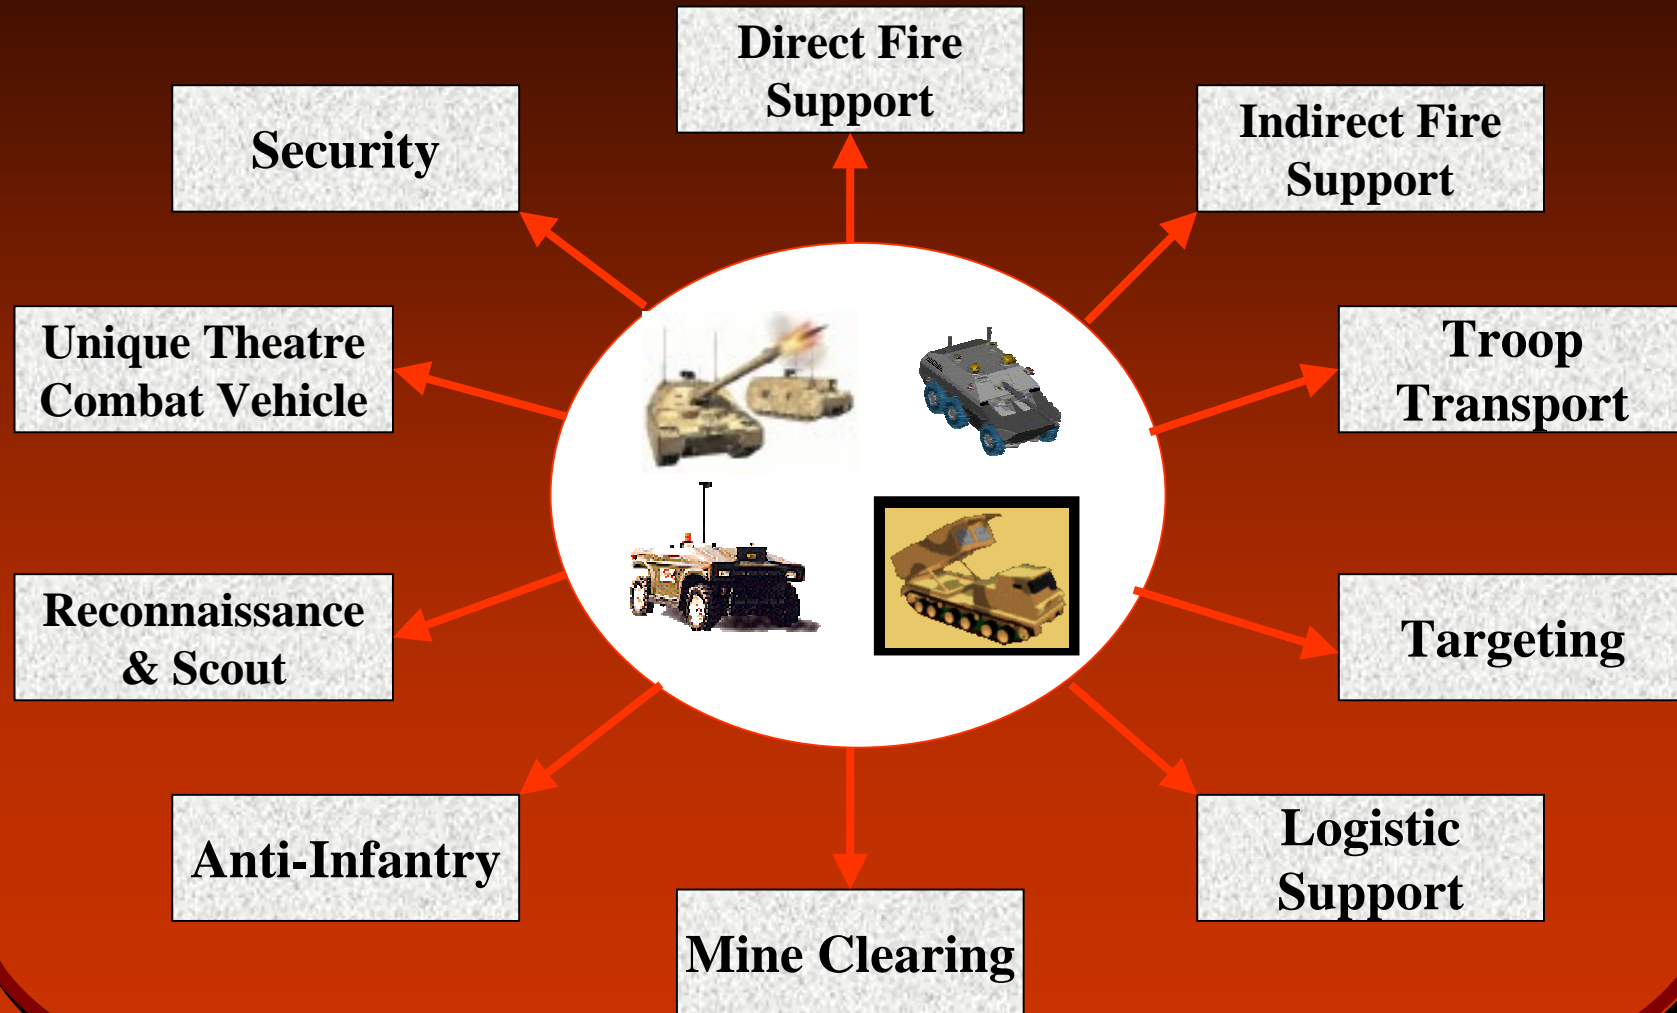 Direct Fire
Support
Security
Indirect Fire
Support
Unique Theatre
Combat Vehicle
Troop
Transport
Reconnaissance
& Scout
Targeting
Anti-Infantry
Logistic
Support
Mine Clearing